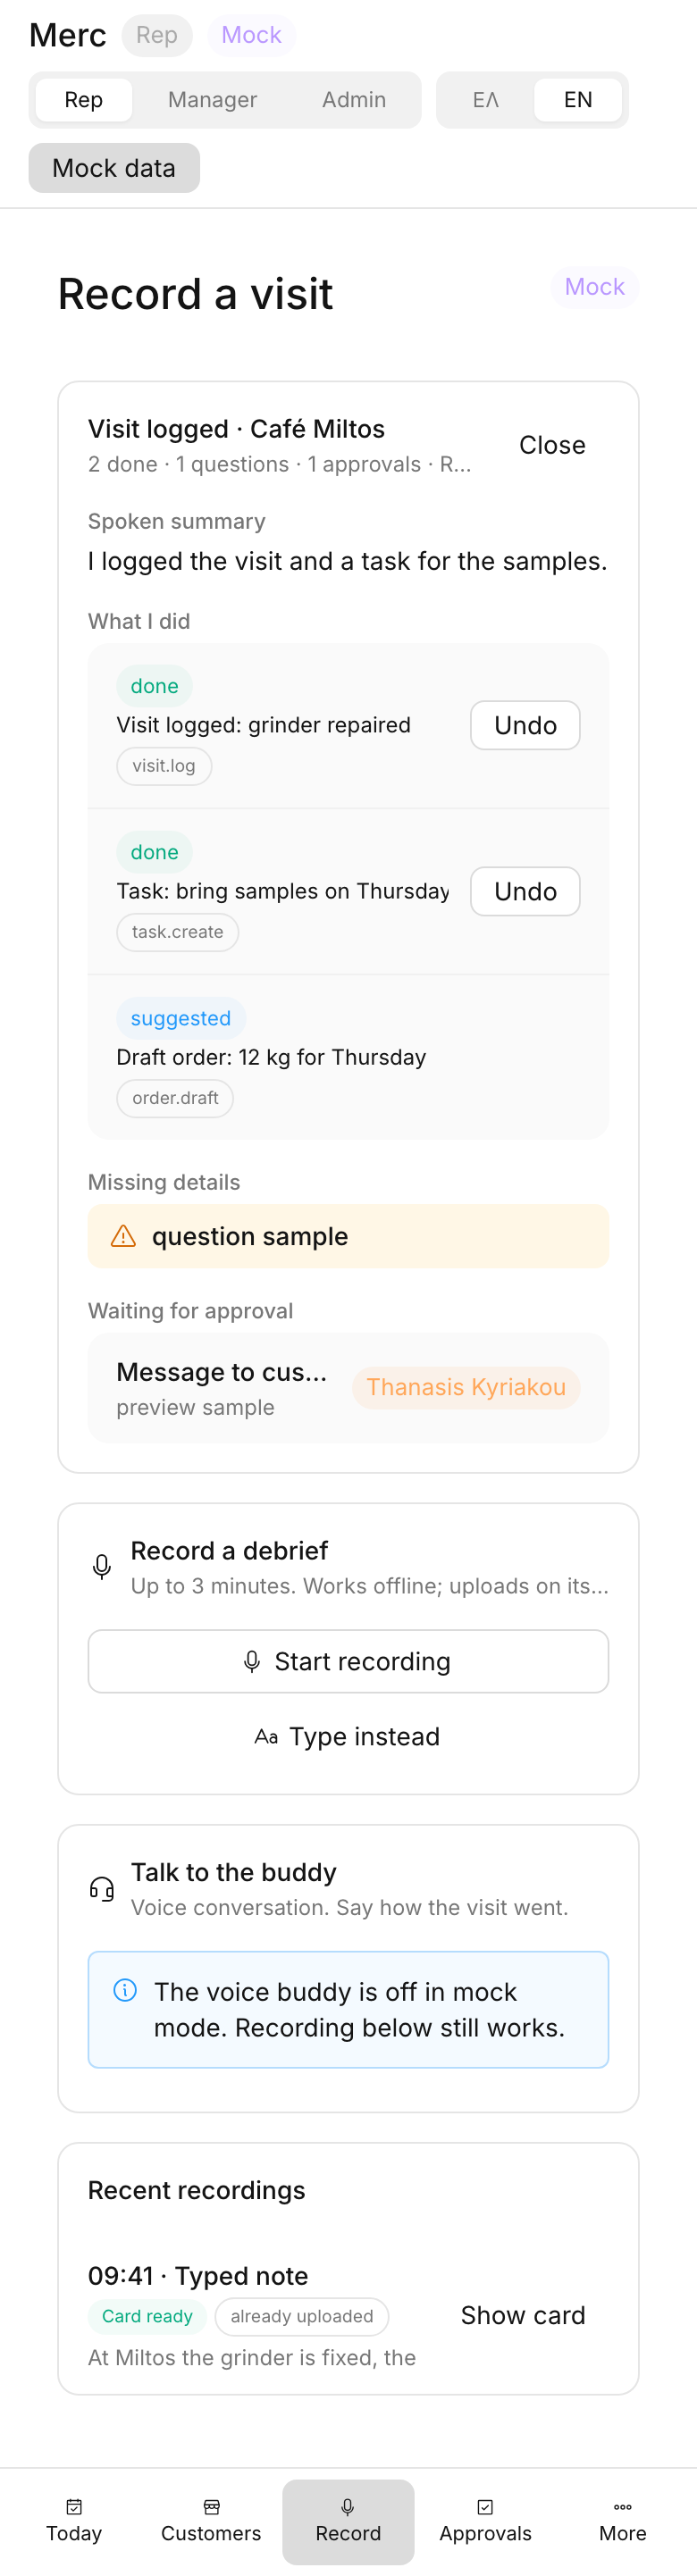 Merc Rep Mock
Rep Manager Admin ΕΛ EN
Mock data
Record a visit Mock
Visit logged · Café Miltos
2 done · 1 questions · 1 approvals · R...
Close
Spoken summary
I logged the visit and a task for the samples.
What I did
done
Visit logged: grinder repaired
visit.log
Undo
done
Task: bring samples on Thursday
task.create
Undo
suggested
Draft order: 12 kg for Thursday
order.draft
Missing details
question sample
Waiting for approval
Message to cus...
preview sample
Thanasis Kyriakou
Record a debrief
Up to 3 minutes. Works offline; uploads on its...
Start recording
Aa Type instead
Talk to the buddy
Voice conversation. Say how the visit went.
The voice buddy is off in mock
mode. Recording below still works.
Recent recordings
09:41 · Typed note
Card ready already uploaded
At Miltos the grinder is fixed, the
Show card
Today Customers Record Approvals More